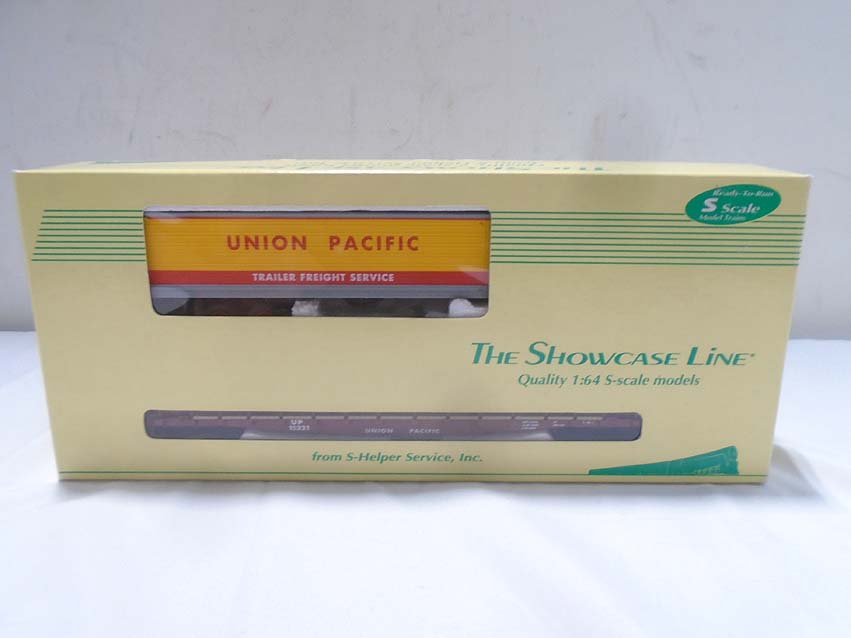 Ready-To-Run
S Scale
Model Trains
UNION PACIFIC
TRAILER FREIGHT SERVICE
THE SHOWCASE LINE®
Quality 1:64 S-scale models
UP
15221
UNION PACIFIC
from S-Helper Service, Inc.